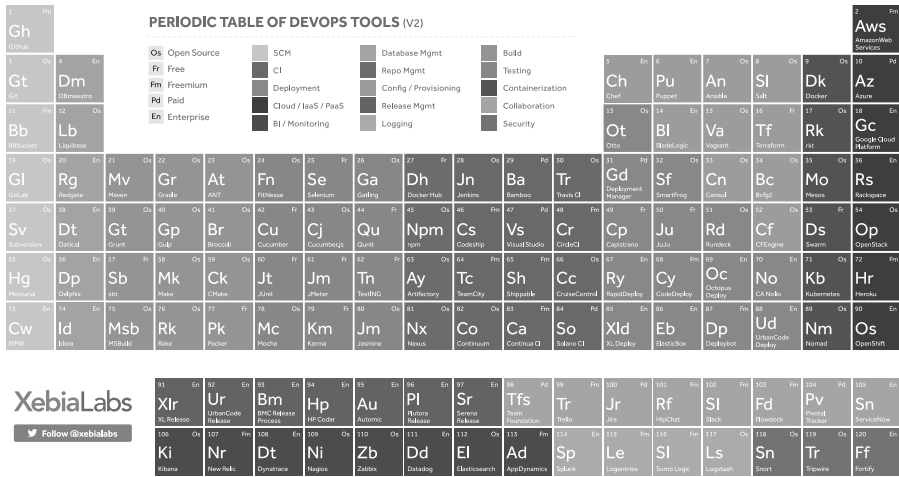 PERIODIC TABLE OF DEVOPS TOOLS (V2)
Os Open Source
Fr Free
Fm Freemium
Pd Paid
En Enterprise
SCM
CI
Deployment
Cloud / IaaS / PaaS
BI / Monitoring
Database Mgmt
Repo Mgmt
Config / Provisioning
Release Mgmt
Logging
Build
Testing
Containerization
Collaboration
Security
1 Fm
Gh
Github
2 Fm
Aws
AmazonWeb
Services
3 Os
Gt
Git
4 En
Dm
DBmaestro
5 En
Ch
Chef
6 En
Pu
Puppet
7 Os
An
Ansible
8 Os
Sl
Salt
9 Os
Dk
Docker
10 Pd
Az
Azure
11 Fm
Bb
Bitbucket
12 Os
Lb
Liquibase
13 Os
Ot
Otto
14 En
Bl
BladeLogic
15 Os
Va
Vagrant
16 Fr
Tf
Terraform
17 Os
Rk
rkt
18 En
Gc
Google Cloud
Platform
19 Os
Gl
GitLab
20 En
Rg
Redgate
21 Os
Mv
Maven
22 Os
Gr
Gradle
23 Os
At
ANT
24 Os
Fn
FitNesse
25 Fr
Se
Selenium
26 Os
Ga
Gatling
27 Fr
Dh
Docker Hub
28 Os
Jn
Jenkins
29 Pd
Ba
Bamboo
30 Os
Tr
Travis CI
31 Pd
Gd
Deployment
Manager
32 Os
Sf
SmartFrog
33 Os
Cn
Consul
34 Os
Bc
Bcfg2
35 Os
Mo
Mesos
36 En
Rs
Rackspace
37 Os
Sv
Subversion
38 En
Dt
Datical
39 Os
Gt
Grunt
40 Os
Gp
Gulp
41 Os
Br
Broccoli
42 Fr
Cu
Cucumber
43 Os
Cj
Cucumber.js
44 Fr
Qu
Qunit
45 Os
Npm
npm
46 Fm
Cs
Codeship
47 Pd
Vs
Visual Studio
48 Fm
Cr
CircleCI
49 Fr
Cp
Capistrano
50 Fr
Ju
JuJu
51 Os
Rd
Rundeck
52 Os
Cf
CFEngine
53 Fr
Ds
Swarm
54 Os
Op
OpenStack
55 Os
Hg
Mercurial
56 En
Dp
Delphix
57 Fr
Sb
sbt
58 Os
Mk
Make
59 Os
Ck
CMake
60 Fr
Jt
JUnit
61 Fr
Jm
JMeter
62 Fr
Tn
TestNG
63 Os
Ay
Artifactory
64 Fm
Tc
TeamCity
65 Fm
Sh
Shippable
66 Os
Cc
CruiseControl
67 En
Ry
RapidDeploy
68 Fm
Cy
CodeDeploy
69 En
Oc
Octopus
Deploy
70 En
No
CA Nolio
71 Os
Kb
Kubernetes
72 Fm
Hr
Heroku
73 En
Cw
ISPW
74 En
Id
Idera
75 Os
Msb
MSBuild
76 Os
Rk
Rake
77 Fr
Pk
Packer
78 Os
Mc
Mocha
79 Fr
Km
Karma
80 Os
Jm
Jasmine
81 Os
Nx
Nexus
82 Os
Co
Continuum
83 Fm
Ca
Continua CI
84 Pd
So
Solano CI
85 En
Xld
XL Deploy
86 En
Eb
ElasticBox
87 Fm
Dp
Deploybot
88 En
Ud
UrbanCode
Deploy
89 Os
Nm
Nomad
90 En
Os
OpenShift
XebiaLabs
Follow @xebialabs
91 En
Xlr
XL Release
92 En
Ur
UrbanCode
Release
93 En
Bm
BMC Release
Process
94 En
Hp
HP Codar
95 En
Au
Automic
96 En
Pl
Plutora
Release
97 En
Sr
Serena
Release
98 Pd
Tfs
Team
Foundation
99 Fm
Tr
Trello
100 Pd
Jr
Jira
101 Fm
Rf
HipChat
102 Fm
Sl
Slack
103 Fm
Fd
Flowdock
104 Pd
Pv
Pivotal
Tracker
105 En
Sn
ServiceNow
106 Os
Ki
Kibana
107 Fm
Nr
New Relic
108 En
Dt
Dynatrace
109 Os
Ni
Nagios
110 Os
Zb
Zabbix
111 En
Dd
Datadog
112 Os
El
Elasticsearch
113 Fm
Ad
AppDynamics
114 En
Sp
Splunk
115 Fm
Le
Logentries
116 Fm
Sl
Sumo Logic
117 Os
Ls
Logstash
118 Os
Sn
Snort
119 Os
Tr
Tripwire
120 En
Ff
Fortify